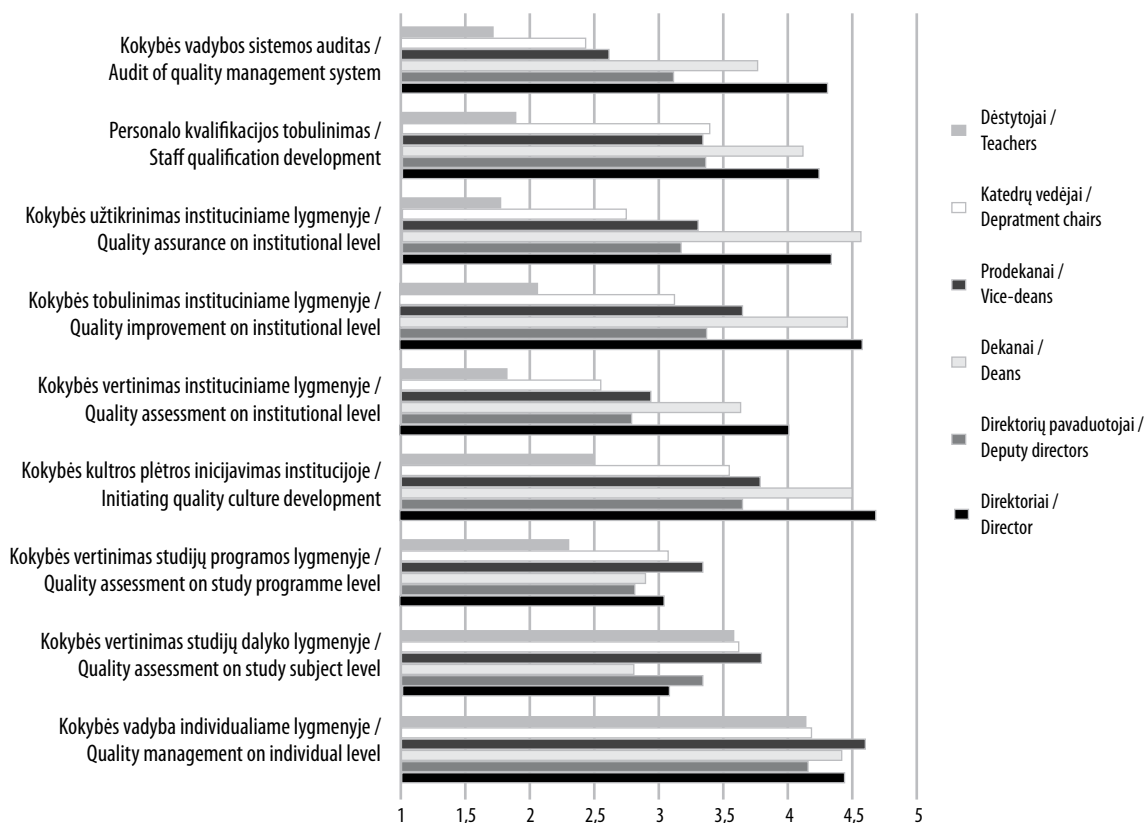 Kokybės vadybos sistemos auditas /
Audit of quality management system
Personalo kvalifikacijos tobulinimas /
Staff qualification development
Kokybės užtikrinimas instituciniame lygmenyje /
Quality assurance on institutional level
Kokybės tobulinimas instituciniame lygmenyje /
Quality improvement on institutional level
Kokybės vertinimas instituciniame lygmenyje /
Quality assessment on institutional level
Kokybės kultros plėtros inicijavimas institucijoje /
Initiating quality culture development
Kokybės vertinimas studijų programos lygmenyje /
Quality assessment on study programme level
Kokybės vertinimas studijų dalyko lygmenyje /
Quality assessment on study subject level
Kokybės vadyba individualiame lygmenyje /
Quality management on individual level
1 1,5 2 2,5 3 3,5 4 4,5 5
Dėstytojai /
Teachers
Katedrų vedėjai /
Depratment chairs
Prodekanai /
Vice-deans
Dekanai /
Deans
Direktorių pavaduotojai /
Deputy directors
Direktoriai /
Director